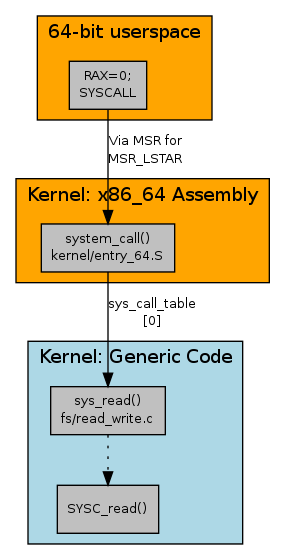 64-bit userspace
RAX=0;
SYSCALL
Via MSR for
MSR_LSTAR
Kernel: x86_64 Assembly
system_call()
kernel/entry_64.S
sys_call_table
[0]
Kernel: Generic Code
sys_read()
fs/read_write.c
SYSC_read()